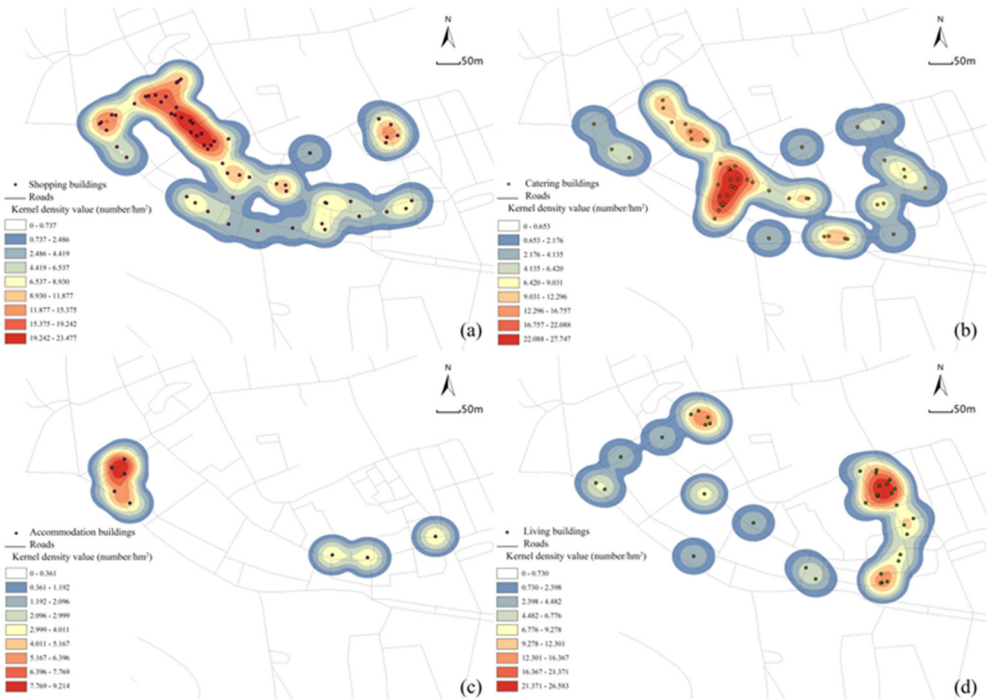 N
50m
Shopping buildings
Roads
Kernel density value (number/hm²)
0 - 0.737
0.737 - 2.486
2.486 - 4.419
4.419 - 6.537
6.537 - 8.930
8.930 - 11.877
11.877 - 15.375
15.375 - 19.242
19.242 - 23.477
(a)
N
50m
Catering buildings
Roads
Kernel density value (number/hm²)
0 - 0.653
0.653 - 2.176
2.176 - 4.135
4.135 - 6.420
6.420 - 9.031
9.031 - 12.296
12.296 - 16.757
16.757 - 22.088
22.088 - 27.747
(b)
N
50m
Accommodation buildings
Roads
Kernel density value (number/hm²)
0 - 0.361
0.361 - 1.192
1.192 - 2.096
2.096 - 2.999
2.999 - 4.011
4.011 - 5.167
5.167 - 6.396
6.396 - 7.769
7.769 - 9.214
(c)
N
50m
Living buildings
Roads
Kernel density value (number/hm²)
0 - 0.730
0.730 - 2.398
2.398 - 4.482
4.482 - 6.776
6.776 - 9.278
9.278 - 12.301
12.301 - 16.367
16.367 - 21.371
21.371 - 26.583
(d)